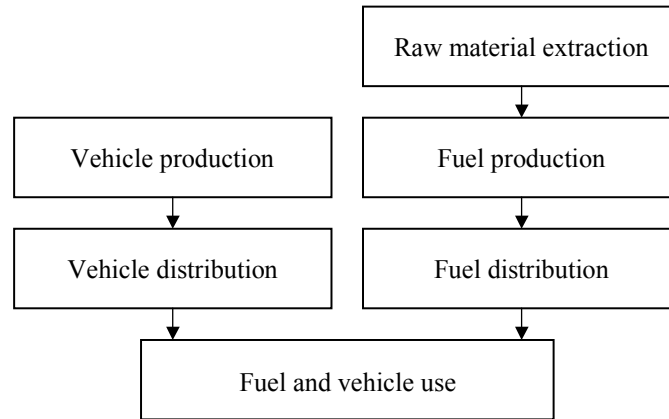 Raw material extraction
Vehicle production
Fuel production
Vehicle distribution
Fuel distribution
Fuel and vehicle use